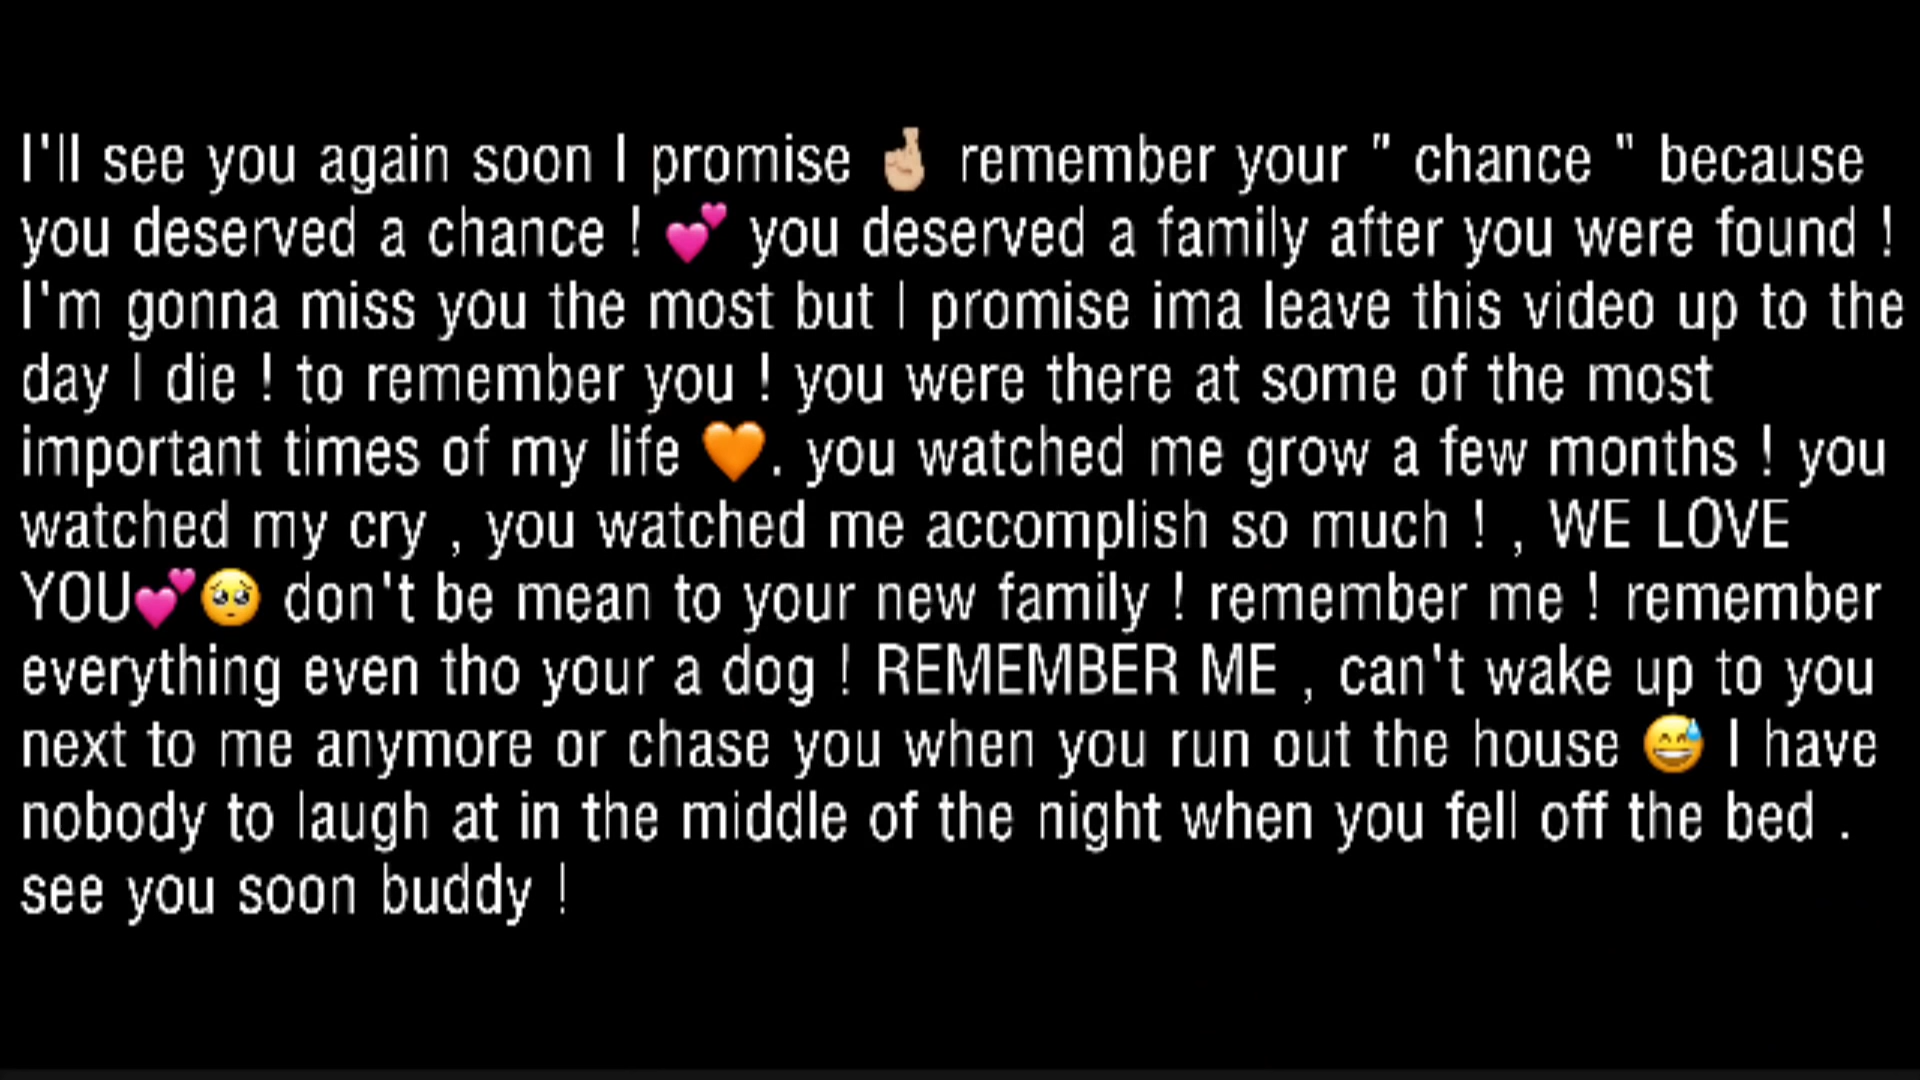 I'll see you again soon I promise 🤞🏼 remember your " chance " because
you deserved a chance ! 💕 you deserved a family after you were found !
I'm gonna miss you the most but I promise ima leave this video up to the
day I die ! to remember you ! you were there at some of the most
important times of my life 🧡. you watched me grow a few months ! you
watched my cry , you watched me accomplish so much ! , WE LOVE
YOU💕🥺 don't be mean to your new family ! remember me ! remember
everything even tho your a dog ! REMEMBER ME , can't wake up to you
next to me anymore or chase you when you run out the house 😅 I have
nobody to laugh at in the middle of the night when you fell off the bed .
see you soon buddy !